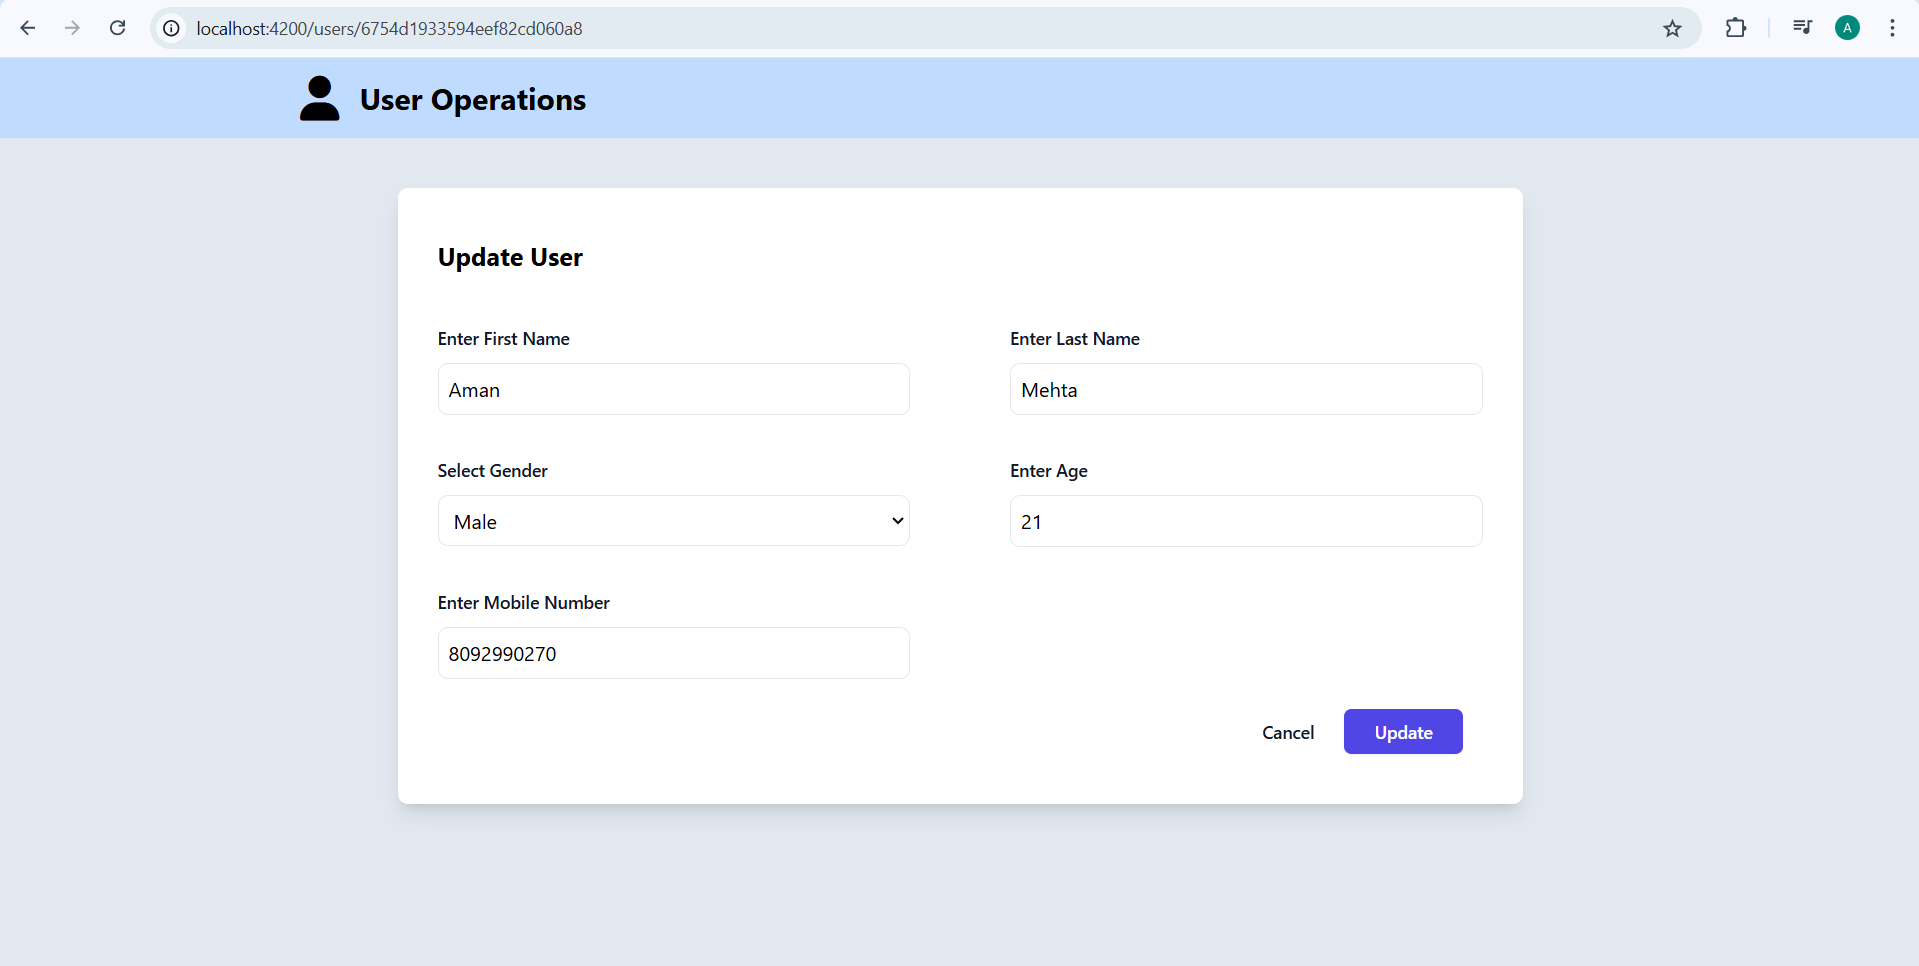 localhost:4200/users/6754d1933594eef82cd060a8
A
User Operations
Update User
Enter First Name
Enter Last Name
Aman
Mehta
Select Gender
Enter Age
Male
21
Enter Mobile Number
8092990270
Cancel
Update